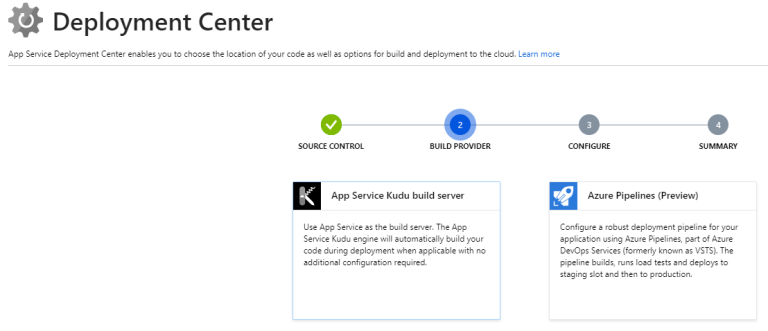 Deployment Center
App Service Deployment Center enables you to choose the location of your code as well as options for build and deployment to the cloud. Learn more
2
3
4
SOURCE CONTROL
BUILD PROVIDER
CONFIGURE
SUMMARY
App Service Kudu build server
Use App Service as the build server. The App
Service Kudu engine will automatically build your
code during deployment when applicable with no
additional configuration required.
Azure Pipelines (Preview)
Configure a robust deployment pipeline for your
application using Azure Pipelines, part of Azure
DevOps Services (formerly known as VSTS). The
pipeline builds, runs load tests and deploys to
staging slot and then to production.